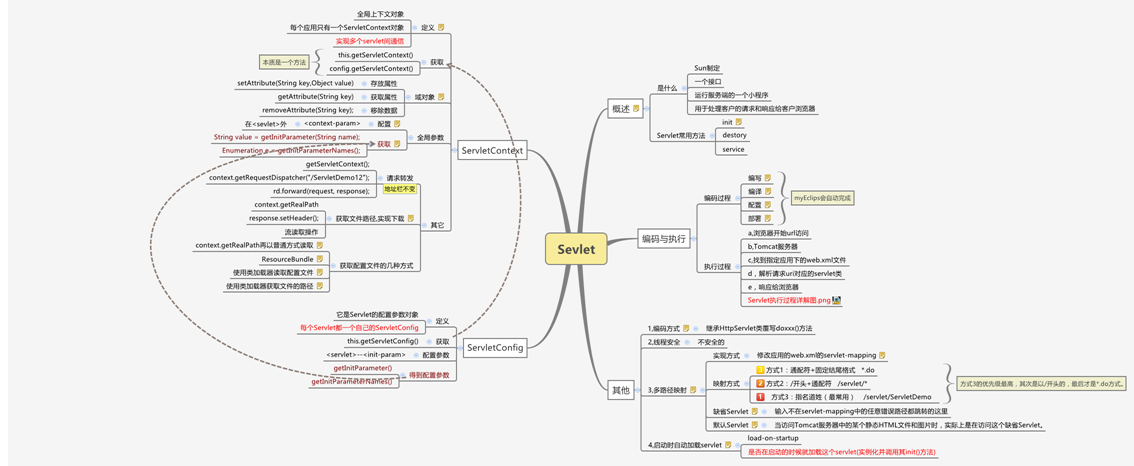 Sevlet
概述
是什么
Sun制定
一个接口
运行服务端的一个小程序
用于处理客户的请求和响应给客户浏览器
Servlet常用方法
init
destory
service
编码与执行
编码过程
编写
编译
配置
部署
myEclips会自动完成
执行过程
a,浏览器开始url访问
b,Tomcat服务器
c,找到指定应用下的web.xml文件
d，解析请求uri对应的servlet类
e，响应给浏览器
Servlet执行过程详解图.png
其他
1,编码方式
继承HttpServlet类覆写doxxx()方法
2,线程安全
不安全的
3,多路径映射
实现方式
修改应用的web.xml的servlet-mapping
映射方式
3 方式1：通配符+固定结尾格式 *.do
2 方式2：/开头+通配符 /servlet/*
1 方式3：指名道姓（最常用） /servlet/ServletDemo
方式3的优先级最高，其次是以/开头的，最后才是*.do方式。
缺省Servlet
输入不在servlet-mapping中的任意错误路径都跳转的这里
默认Servlet
当访问Tomcat服务器中的某个静态HTML文件和图片时，实际上是在访问这个缺省Servlet。
4,启动时自动加载servlet
load-on-startup
是否在启动的时候就加载这个servlet(实例化并调用其init()方法)
ServletContext
定义
全局上下文对象
每个应用只有一个ServletContext对象
实现多个servlet间通信
获取
this.getServletContext()
config.getServletContext()
本质是一个方法
域对象
存放属性
setAttribute(String key,Object value)
获取属性
getAttribute(String key)
移除数据
removeAttribute(String key);
全局参数
配置
<context-param>
在<servlet>外
获取
String value = getInitParameter(String name);
Enumeration e = getInitParameterNames();
其它
请求转发
地址栏不变
getServletContext();
context.getRequestDispatcher("/ServletDemo12");
rd.forward(request, response);
获取文件路径,实现下载
context.getRealPath
response.setHeader();
流读取操作
获取配置文件的几种方式
context.getRealPath再以普通方式读取
ResourceBundle
使用类加载器读取配置文件
使用类加载器获取文件的路径
ServletConfig
定义
它是Servlet的配置参数对象
每个Servlet都一个自己的ServletConfig
获取
this.getServletConfig()
配置参数
<servlet>--<init-param>
得到配置参数
getInitParameter()
getInitParameterNames()